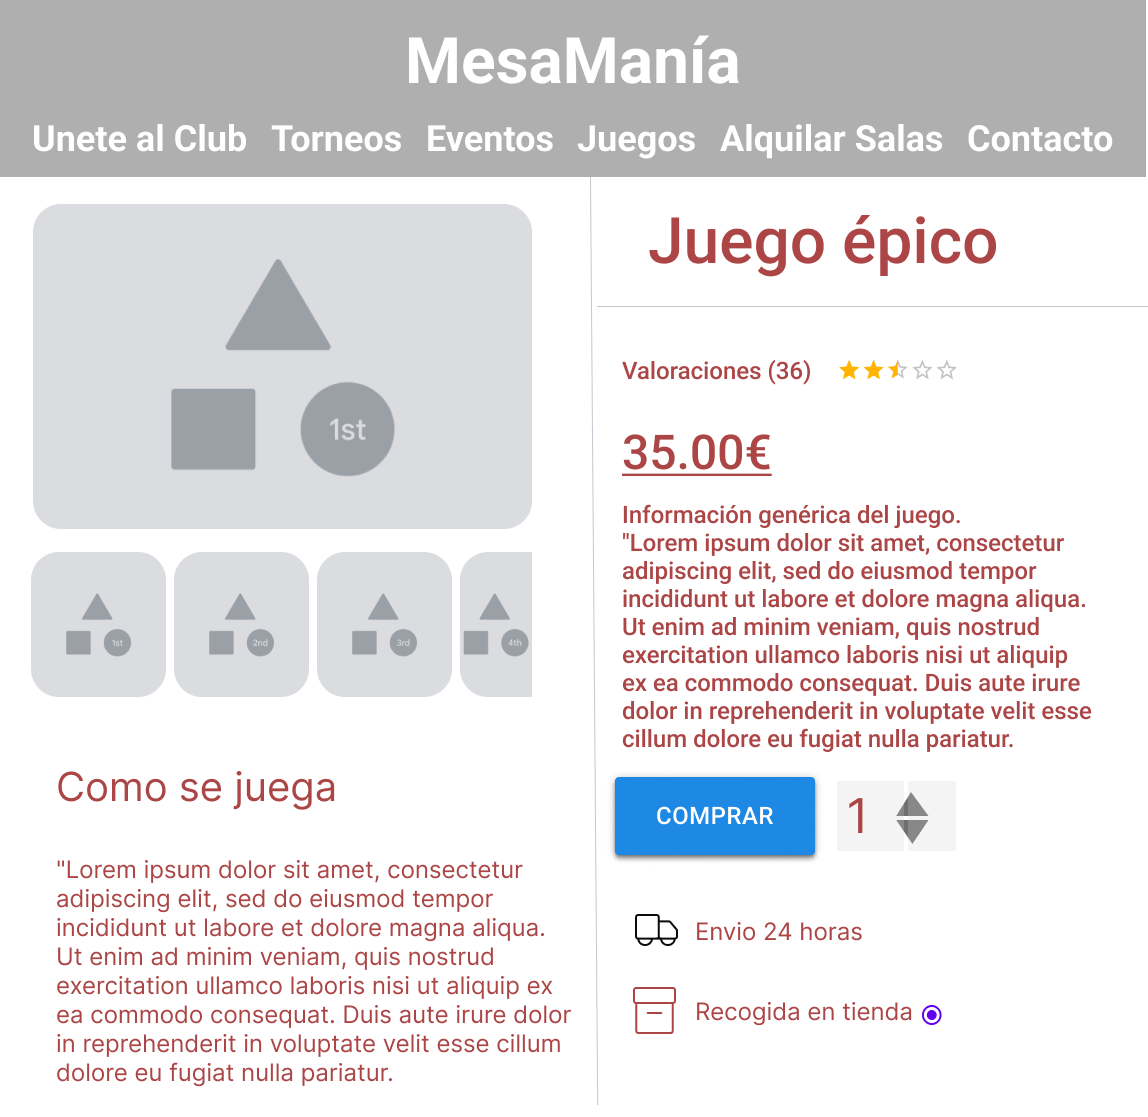 MesaManía
Unete al Club Torneos Eventos Juegos Alquilar Salas Contacto
1st
1st
2nd
3rd
4th
Como se juega
"Lorem ipsum dolor sit amet, consectetur
adipiscing elit, sed do eiusmod tempor
incididunt ut labore et dolore magna aliqua.
Ut enim ad minim veniam, quis nostrud
exercitation ullamco laboris nisi ut aliquip ex
ea commodo consequat. Duis aute irure dolor
in reprehenderit in voluptate velit esse cillum
dolore eu fugiat nulla pariatur.
Juego épico
Valoraciones (36)
35.00€
Información genérica del juego.
"Lorem ipsum dolor sit amet, consectetur
adipiscing elit, sed do eiusmod tempor
incididunt ut labore et dolore magna aliqua.
Ut enim ad minim veniam, quis nostrud
exercitation ullamco laboris nisi ut aliquip
ex ea commodo consequat. Duis aute irure
dolor in reprehenderit in voluptate velit esse
cillum dolore eu fugiat nulla pariatur.
COMPRAR
1
Envio 24 horas
Recogida en tienda